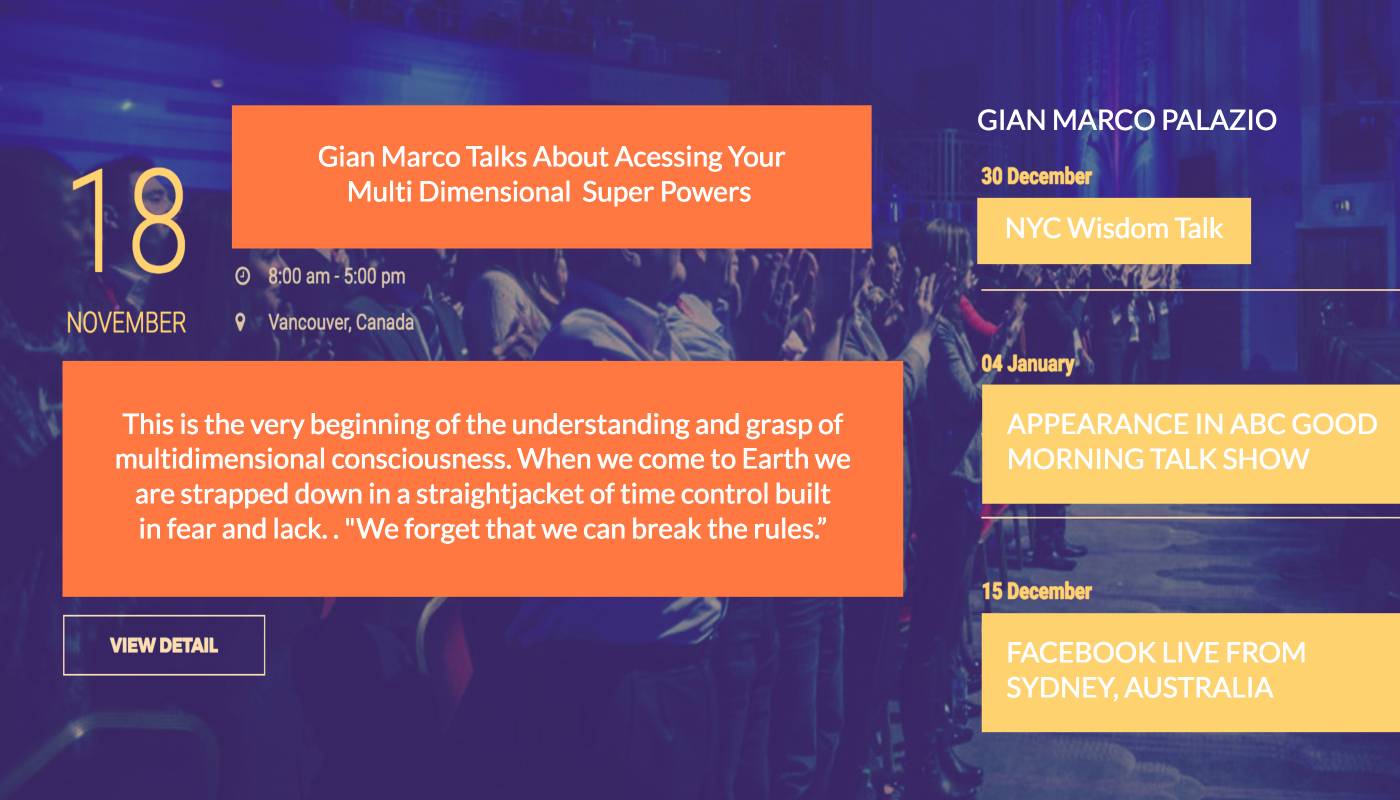 18
NOVEMBER
Gian Marco Talks About Acessing Your
Multi Dimensional  Super Powers
8:00 am - 5:00 pm
Vancouver, Canada
This is the very beginning of the understanding and grasp of
multidimensional consciousness. When we come to Earth we
are strapped down in a straightjacket of time control built
in fear and lack. . "We forget that we can break the rules.”
VIEW DETAIL
GIAN MARCO PALAZIO
30 December
NYC Wisdom Talk
04 January
APPEARANCE IN ABC GOOD
MORNING TALK SHOW
15 December
FACEBOOK LIVE FROM
SYDNEY, AUSTRALIA